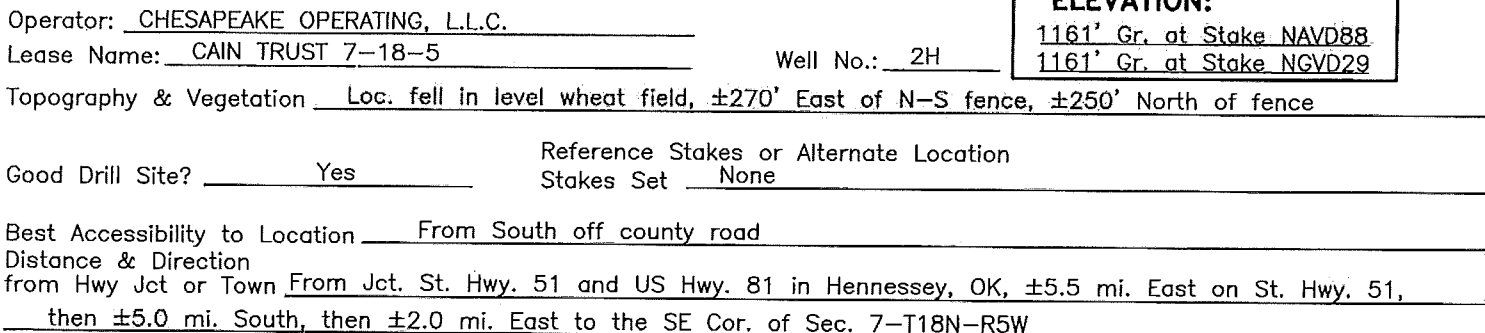 ELEVATION:
Operator: CHESAPEAKE OPERATING, L.L.C.
1161' Gr. at Stake NAVD88
Lease Name: CAIN TRUST 7-18-5 Well No.: 2H
1161' Gr. at Stake NGVD29
Topography & Vegetation Loc. fell in level wheat field, ±270' East of N-S fence, ±250' North of fence
Reference Stakes or Alternate Location
Good Drill Site? Yes Stakes Set None
Best Accessibility to Location From South off county road
Distance & Direction
from Hwy Jct or Town From Jct. St. Hwy. 51 and US Hwy. 81 in Hennessey, OK, ±5.5 mi. East on St. Hwy. 51,
then ±5.0 mi. South, then ±2.0 mi. East to the SE Cor. of Sec. 7-T18N-R5W